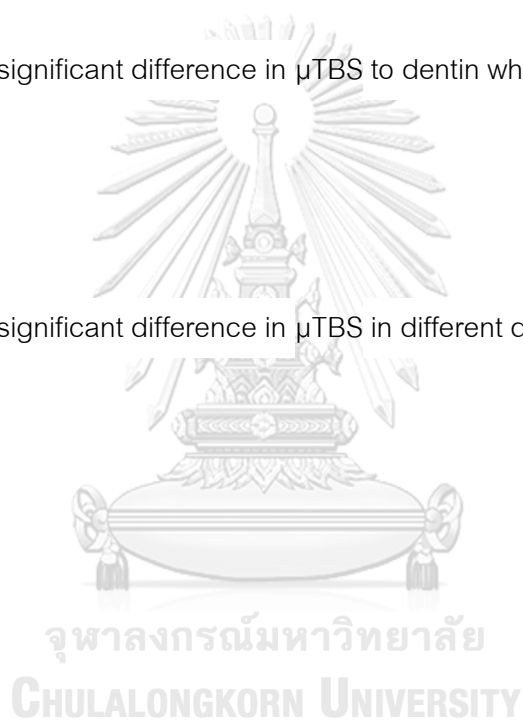 significant difference in µTBS to dentin wh
significant difference in µTBS in different
จุฬาลงกรณ์มหาวิทยาลัย
CHULALONGKORN UNIVERSITY